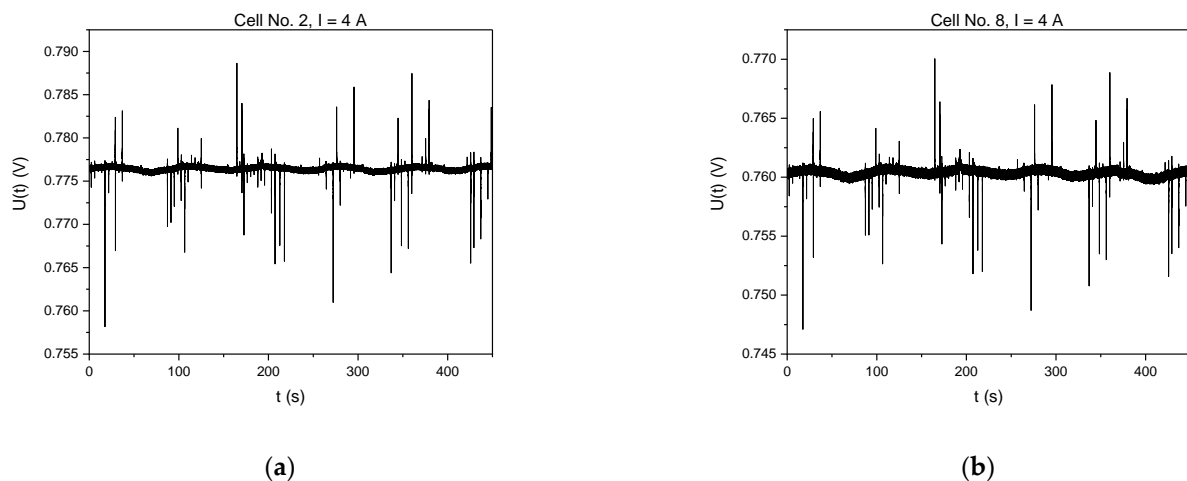 Cell No. 2, I = 4 A
0.790
0.785
0.780
0.775
0.770
0.765
0.760
0.755
U(t) (V)
0 100 200 300 400
t (s)
(a)
Cell No. 8, I = 4 A
0.770
0.765
0.760
0.755
0.750
0.745
U(t) (V)
0 100 200 300 400
t (s)
(b)